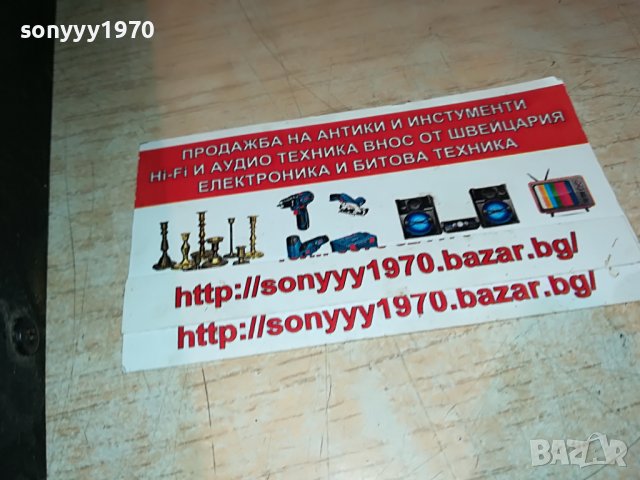 sonyyy1970
ПРОДАЖБА НА АНТИКИ И ИНСТУМЕНТИ
Hi-Fi И АУДИО ТЕХНИКА ВНОС ОТ ШВЕЙЦАРИЯ
ЕЛЕКТРОНИКА И БИТОВА ТЕХНИКА
http://sonyyy1970.bazar.bg/
http://sonyyy1970.bazar.bg/
BAZAR
bg